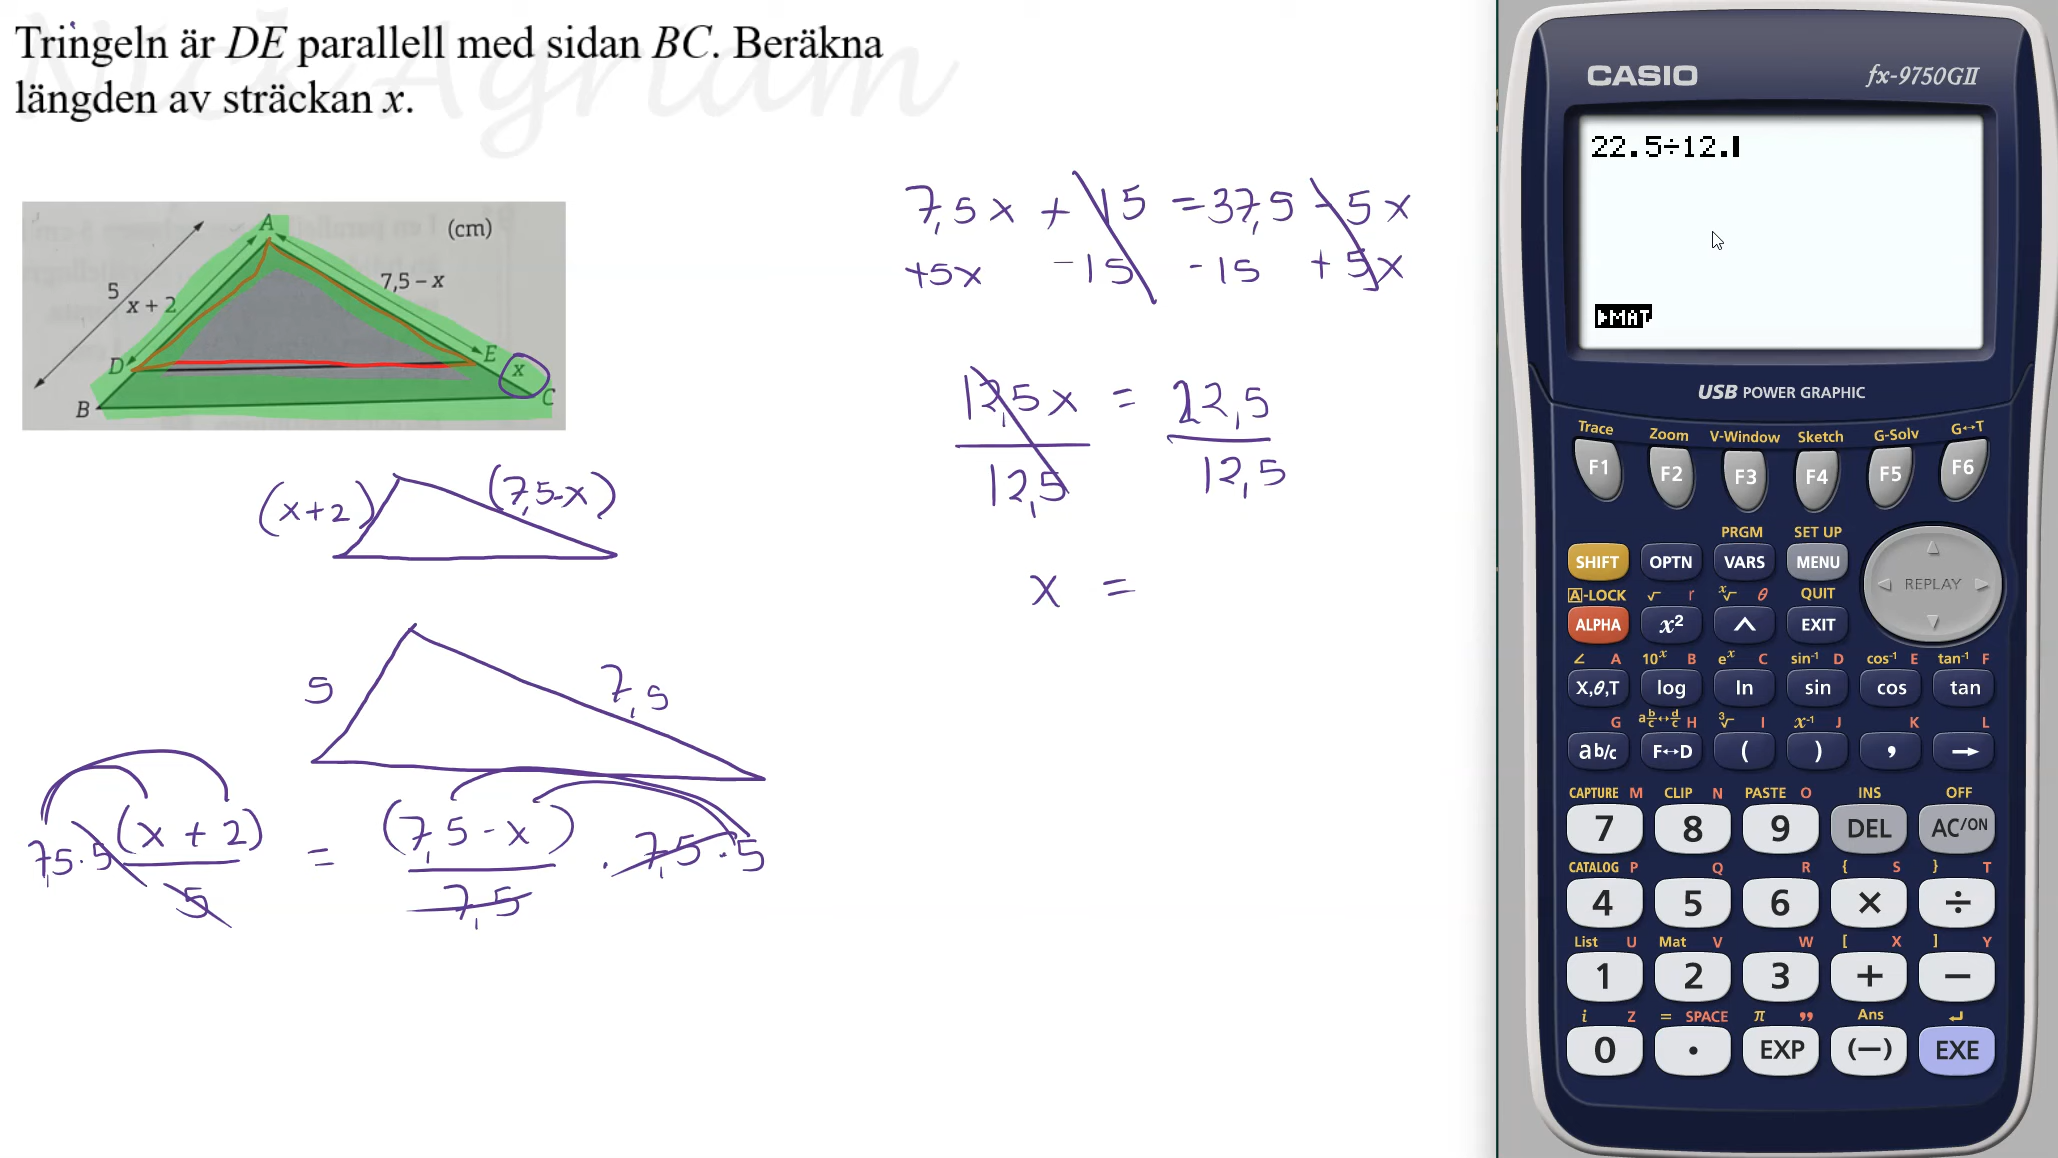 Tringeln är DE parallell med sidan BC. Beräkna
längden av sträckan x.
Nick Agriam
A
(cm)
5
x + 2
7,5 – x
D
E
x
B
C
(x+2)
(7,5-x)
5
7,5
7,5·5 (x + 2) = (7,5 - x) · 7,5 · 5
5
7,5
7,5x + 15 = 37,5 - 5x
+5x -15 -15 +5x
12,5x = 22,5
12,5 12,5
x =
CASIO fx-9750GII
22.5÷12.
▶MAT
USB POWER GRAPHIC
Trace Zoom V-Window Sketch G-Solv G↔T
F1 F2 F3 F4 F5 F6
PRGM SET UP
SHIFT OPTN VARS MENU
REPLAY
A-LOCK √ r ˣ√ θ QUIT
ALPHA x² ^ EXIT
∠ A 10ˣ B eˣ C sin⁻¹ D cos⁻¹ E tan⁻¹ F
X,θ,T log ln sin cos tan
G a b/c↔d/c H ³√ I x⁻¹ J K L
a b/c F↔D ( ) , →
CAPTURE M CLIP N PASTE O INS OFF
7 8 9 DEL AC/ON
CATALOG P Q R { S } T
4 5 6 × ÷
List U Mat V W [ X ] Y
1 2 3 + −
i Z = SPACE π " Ans ↵
0 . EXP (−) EXE